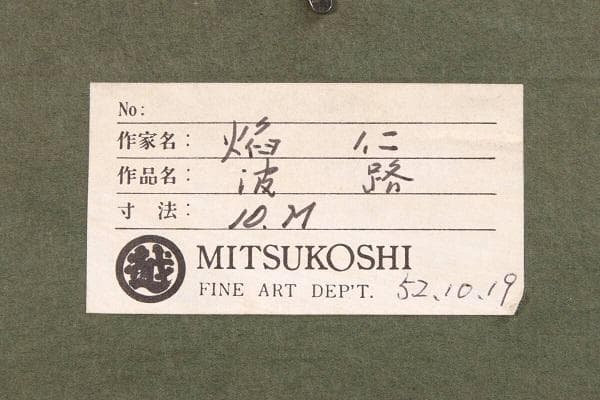 No:
作家名: 焔 仁
作品名: 波 路
寸 法: 10.M
越 MITSUKOSHI
FINE ART DEP'T. 52.10.19